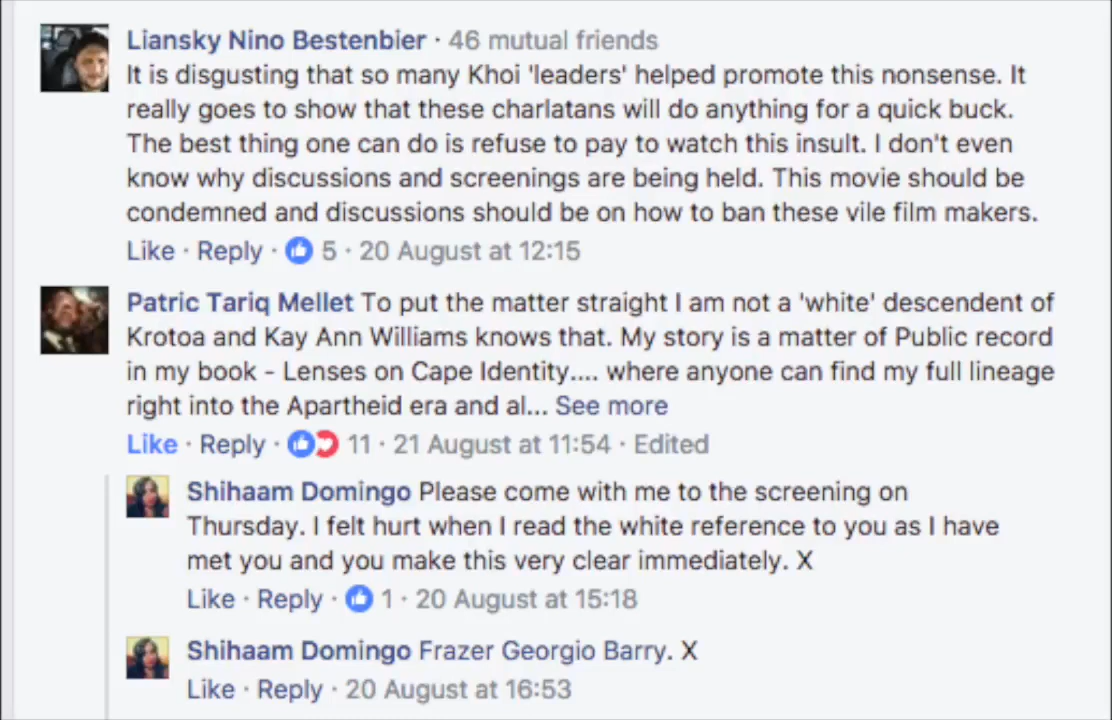 Liansky Nino Bestenbier · 46 mutual friends
It is disgusting that so many Khoi 'leaders' helped promote this nonsense. It
really goes to show that these charlatans will do anything for a quick buck.
The best thing one can do is refuse to pay to watch this insult. I don't even
know why discussions and screenings are being held. This movie should be
condemned and discussions should be on how to ban these vile film makers.
Like · Reply · 5 · 20 August at 12:15
Patric Tariq Mellet To put the matter straight I am not a 'white' descendent of
Krotoa and Kay Ann Williams knows that. My story is a matter of Public record
in my book - Lenses on Cape Identity.... where anyone can find my full lineage
right into the Apartheid era and al... See more
Like · Reply · 11 · 21 August at 11:54 · Edited
Shihaam Domingo Please come with me to the screening on
Thursday. I felt hurt when I read the white reference to you as I have
met you and you make this very clear immediately. X
Like · Reply · 1 · 20 August at 15:18
Shihaam Domingo Frazer Georgio Barry. X
Like · Reply · 20 August at 16:53